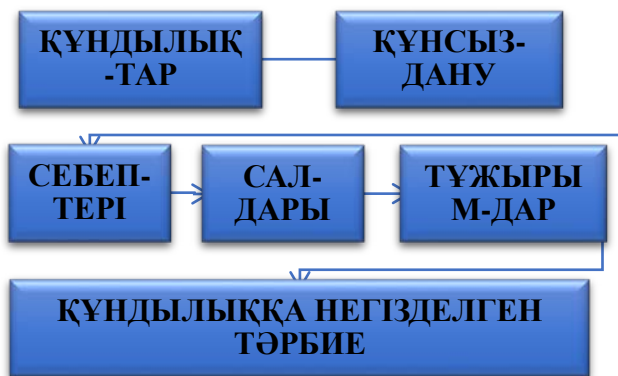 ҚҰНДЫЛЫҚ
-ТАР
ҚҰНСЫЗ-
ДАНУ
СЕБЕП-
ТЕРІ
САЛ-
ДАРЫ
ТҰЖЫРЫ
М-ДАР
ҚҰНДЫЛЫҚҚА НЕГІЗДЕЛГЕН
ТӘРБИЕ